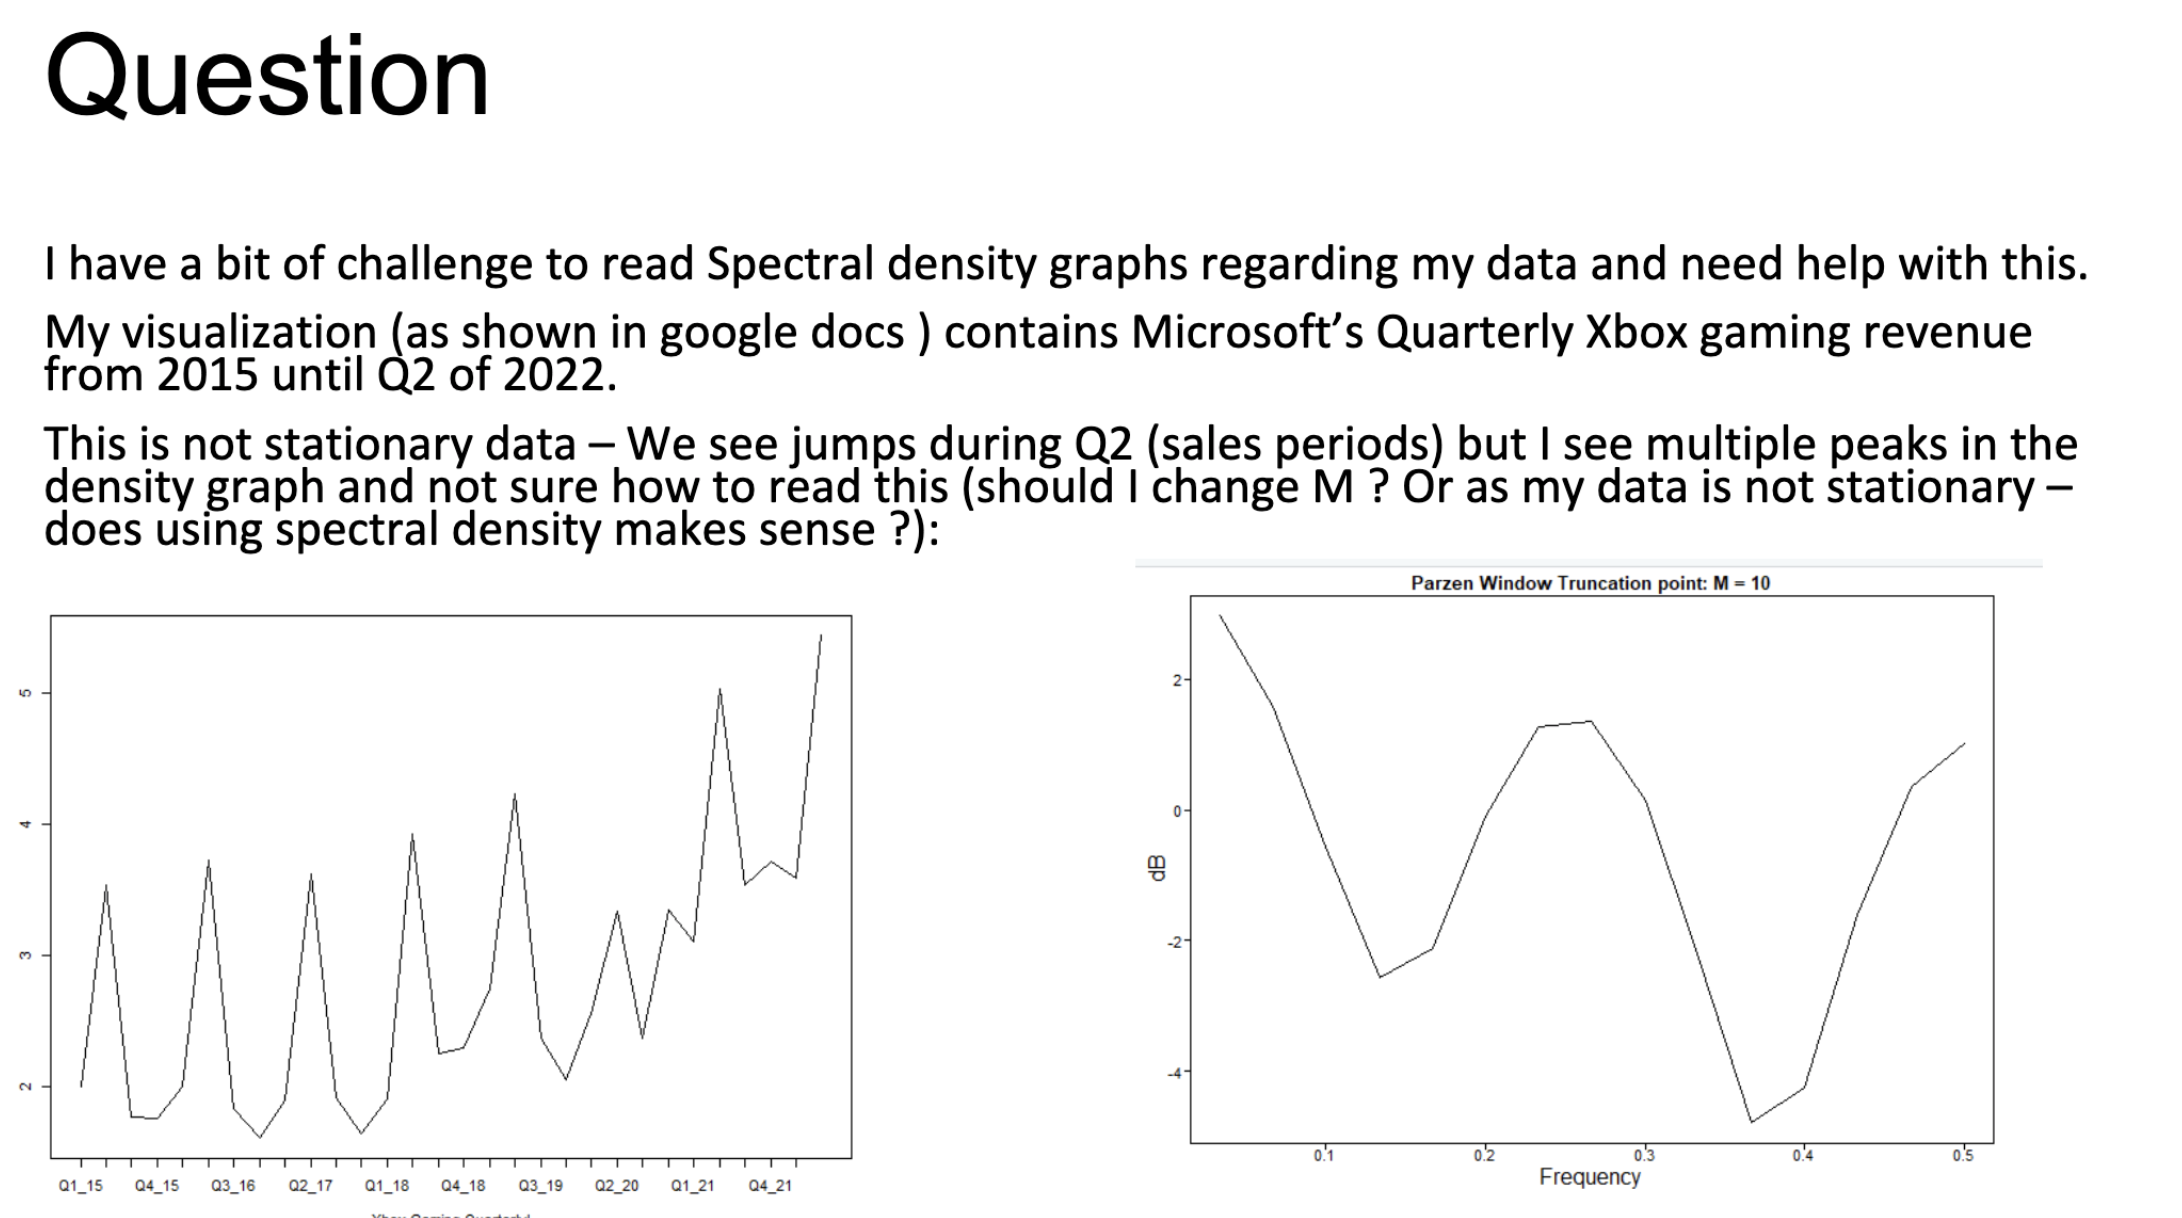 Question
I have a bit of challenge to read Spectral density graphs regarding my data and need help with this.
My visualization (as shown in google docs ) contains Microsoft’s Quarterly Xbox gaming revenue
from 2015 until Q2 of 2022.
This is not stationary data – We see jumps during Q2 (sales periods) but I see multiple peaks in the
density graph and not sure how to read this (should I change M ? Or as my data is not stationary –
does using spectral density makes sense ?):
5
4
3
2
Q1_15 Q4_15 Q3_16 Q2_17 Q1_18 Q4_18 Q3_19 Q2_20 Q1_21 Q4_21
Xbox Gaming Quarterly
Parzen Window Truncation point: M = 10
dB
2
0
-2
-4
0.1 0.2 0.3 0.4 0.5
Frequency